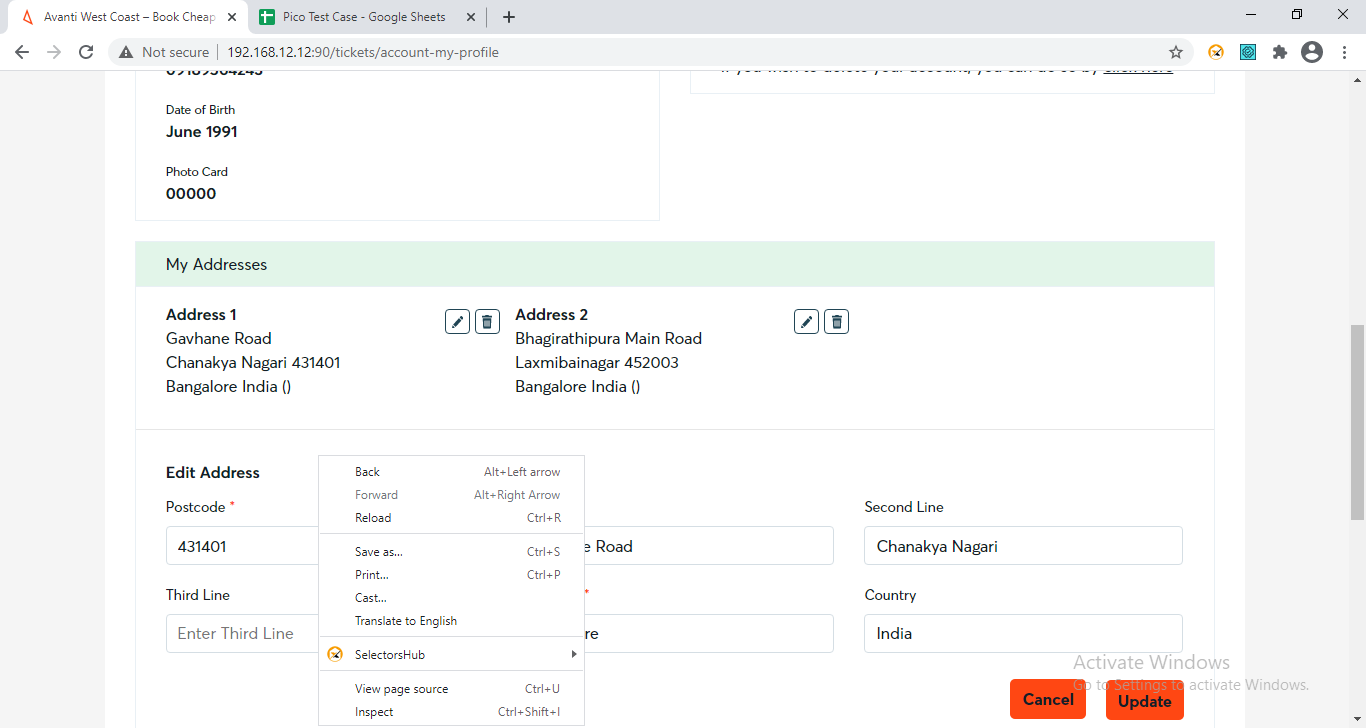 Avanti West Coast – Book Cheap
Pico Test Case - Google Sheets
Not secure
192.168.12.12:90/tickets/account-my-profile
Date of Birth
June 1991
Photo Card
00000
My Addresses
Address 1
Gavhane Road
Chanakya Nagari 431401
Bangalore India ()
Address 2
Bhagirathipura Main Road
Laxmibainagar 452003
Bangalore India ()
Edit Address
Postcode *
431401
e Road
Second Line
Chanakya Nagari
Third Line
Enter Third Line
*
re
Country
India
Back Alt+Left arrow
Forward Alt+Right Arrow
Reload Ctrl+R
Save as... Ctrl+S
Print... Ctrl+P
Cast...
Translate to English
SelectorsHub
View page source Ctrl+U
Inspect Ctrl+Shift+I
Cancel
Update
Activate Windows
Go to Settings to activate Windows.